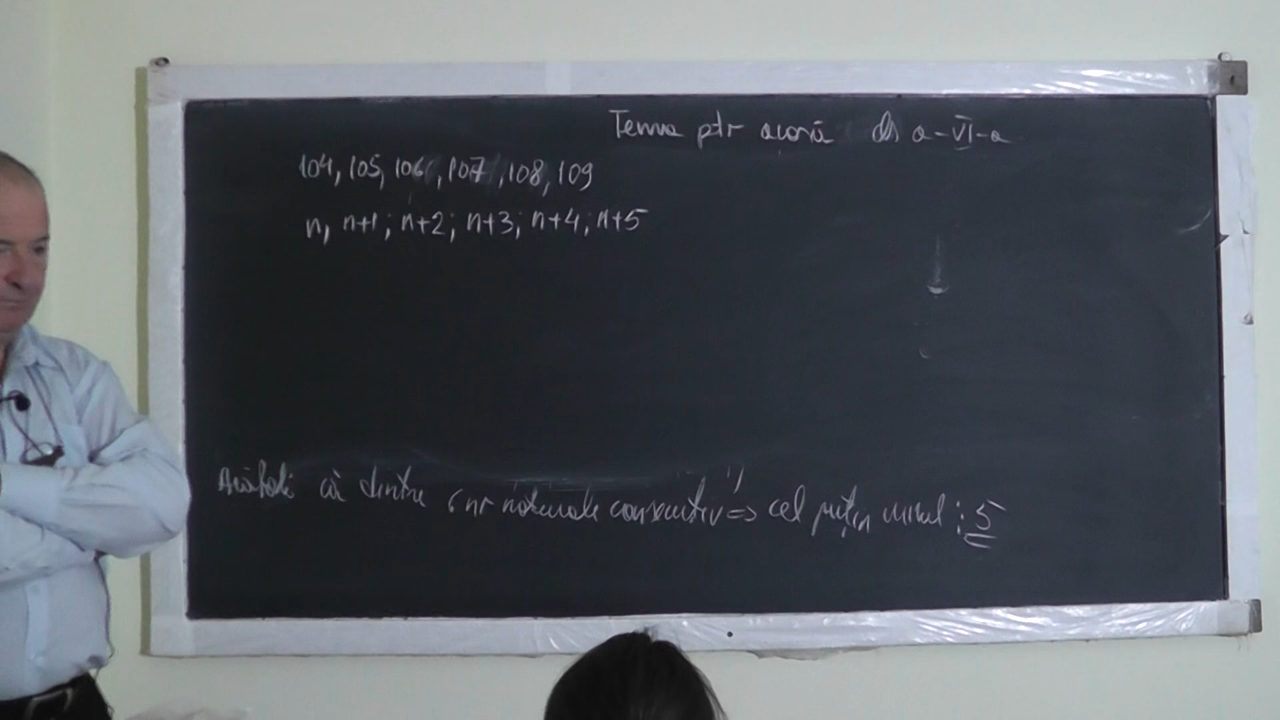 Tema ptr acasă cls a-VI-a
104, 105, 106, 107, 108, 109
n, n+1; n+2; n+3; n+4; n+5
Arătați că dintre 6 nr naturale consecutiv => cel puțin unul ⋮ 5